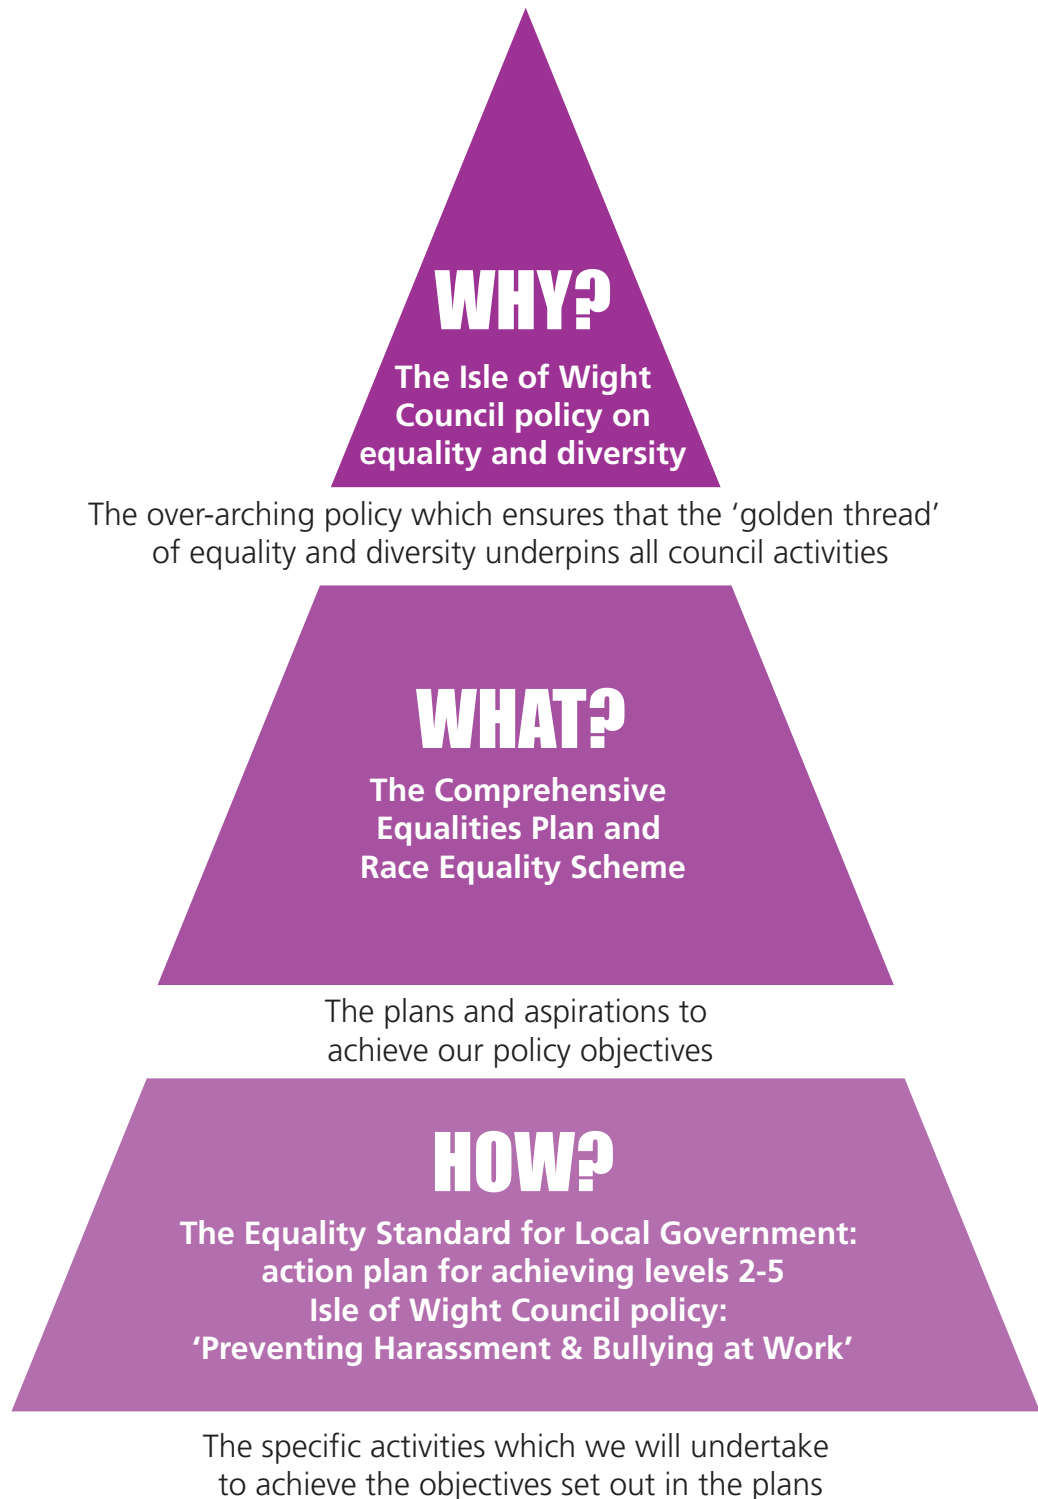 WHY?
The Isle of Wight
Council policy on
equality and diversity
The over-arching policy which ensures that the ‘golden thread’
of equality and diversity underpins all council activities
WHAT?
The Comprehensive
Equalities Plan and
Race Equality Scheme
The plans and aspirations to
achieve our policy objectives
HOW?
The Equality Standard for Local Government:
action plan for achieving levels 2-5
Isle of Wight Council policy:
‘Preventing Harassment & Bullying at Work’
The specific activities which we will undertake
to achieve the objectives set out in the plans